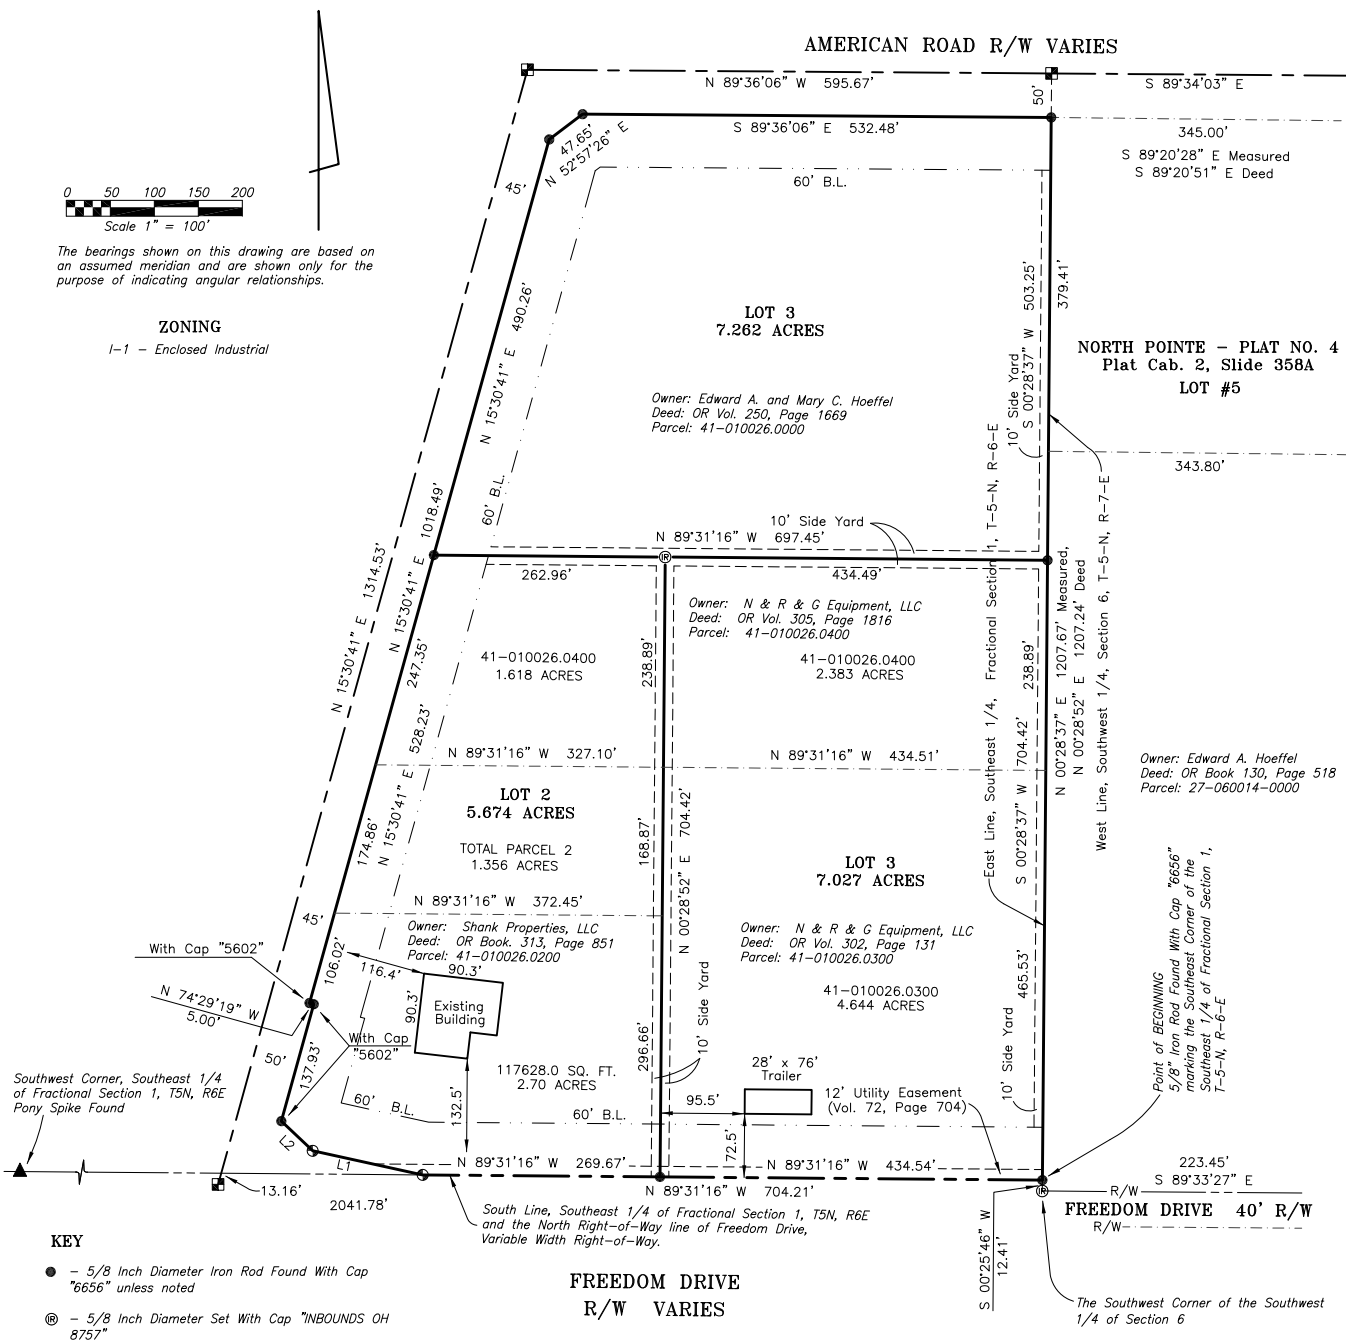 AMERICAN ROAD R/W VARIES
N 89°36'06" W 595.67'
S 89°34'03" E
50'
S 89°36'06" E 532.48'
345.00'
S 89°20'28" E Measured
S 89°20'51" E Deed
47.65'
N 52°57'26" E
60' B.L.
45'
0 50 100 150 200
Scale 1" = 100'
The bearings shown on this drawing are based on
an assumed meridian and are shown only for the
purpose of indicating angular relationships.
ZONING
I-1 - Enclosed Industrial
N 15°30'41" E 490.26'
LOT 3
7.262 ACRES
Owner: Edward A. and Mary C. Hoeffel
Deed: OR Vol. 250, Page 1669
Parcel: 41-010026.0000
10' Side Yard
S 00°28'37" W 503.25'
379.41'
NORTH POINTE - PLAT NO. 4
Plat Cab. 2, Slide 358A
LOT #5
343.80'
60' B.L.
N 15°30'41" E 1018.49'
N 15°30'41" E 1314.53'
10' Side Yard
N 89°31'16" W 697.45'
262.96'
434.49'
East Line, Southeast 1/4, Fractional Section 1, T-5-N, R-6-E
N 00°28'37" E 1207.67' Measured,
N 00°28'52" E 1207.24' Deed
West Line, Southwest 1/4, Section 6, T-5-N, R-7-E
Owner: N & R & G Equipment, LLC
Deed: OR Vol. 305, Page 1816
Parcel: 41-010026.0400
41-010026.0400
1.618 ACRES
41-010026.0400
2.383 ACRES
247.35'
238.89'
238.89'
N 15°30'41" E 528.23'
S 00°28'37" W 704.42'
N 89°31'16" W 327.10'
N 89°31'16" W 434.51'
Owner: Edward A. Hoeffel
Deed: OR Book 130, Page 518
Parcel: 27-060014-0000
LOT 2
5.674 ACRES
TOTAL PARCEL 2
1.356 ACRES
174.86'
168.87'
N 00°28'52" E 704.42'
LOT 3
7.027 ACRES
N 89°31'16" W 372.45'
45'
Owner: Shank Properties, LLC
Deed: OR Book. 313, Page 851
Parcel: 41-010026.0200
Owner: N & R & G Equipment, LLC
Deed: OR Vol. 302, Page 131
Parcel: 41-010026.0300
41-010026.0300
4.644 ACRES
465.53'
Point of BEGINNING
5/8" Iron Rod Found With Cap "6656"
marking the Southeast Corner of the
Southeast 1/4 of Fractional Section 1,
T-5-N, R-6-E
With Cap "5602"
106.02'
116.4'
90.3'
90.3'
Existing
Building
N 74°29'19" W
5.00'
With Cap
"5602"
50'
137.93'
10' Side Yard
296.66'
10' Side Yard
117628.0 SQ. FT.
2.70 ACRES
28' x 76'
Trailer
12' Utility Easement
(Vol. 72, Page 704)
Southwest Corner, Southeast 1/4
of Fractional Section 1, T5N, R6E
Pony Spike Found
60' B.L.
132.5'
60' B.L.
95.5'
72.5'
L2
L1
N 89°31'16" W 269.67'
N 89°31'16" W 434.54'
223.45'
S 89°33'27" E
13.16'
2041.78'
N 89°31'16" W 704.21'
R/W
FREEDOM DRIVE 40' R/W
R/W
South Line, Southeast 1/4 of Fractional Section 1, T5N, R6E
and the North Right-of-Way line of Freedom Drive,
Variable Width Right-of-Way.
S 00°25'46" W
12.41'
FREEDOM DRIVE
R/W VARIES
The Southwest Corner of the Southwest
1/4 of Section 6
KEY
- 5/8 Inch Diameter Iron Rod Found With Cap
"6656" unless noted
IR - 5/8 Inch Diameter Set With Cap "INBOUNDS OH
8757"